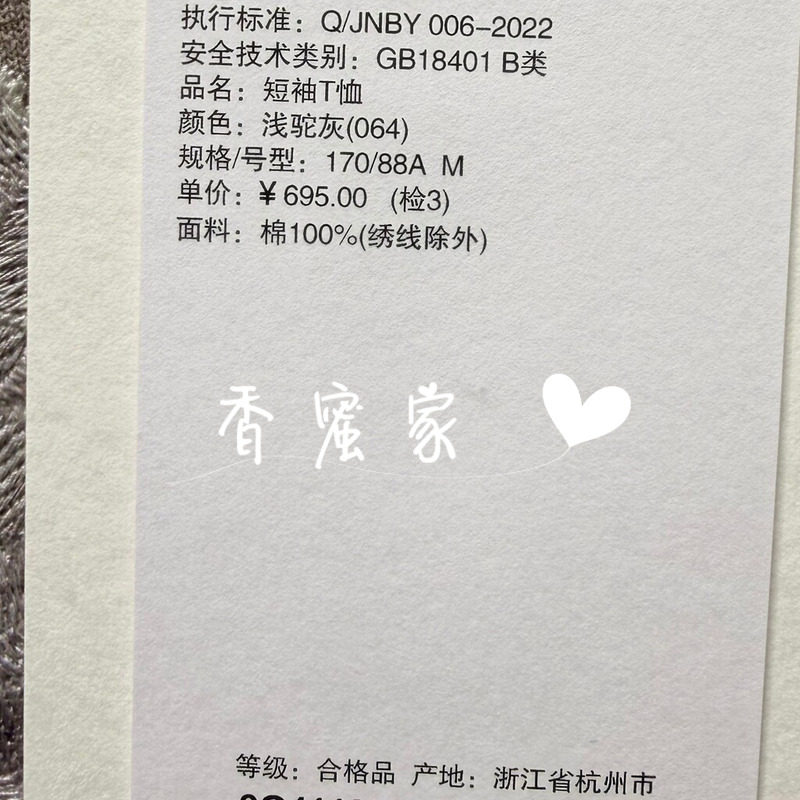 执行标准：Q/JNBY 006-2022
安全技术类别：GB18401 B类
品名：短袖T恤
颜色：浅驼灰(064)
规格/号型：170/88A M
单价：¥695.00 (检3)
面料：棉100%(绣线除外)
香蜜家
等级：合格品 产地：浙江省杭州市